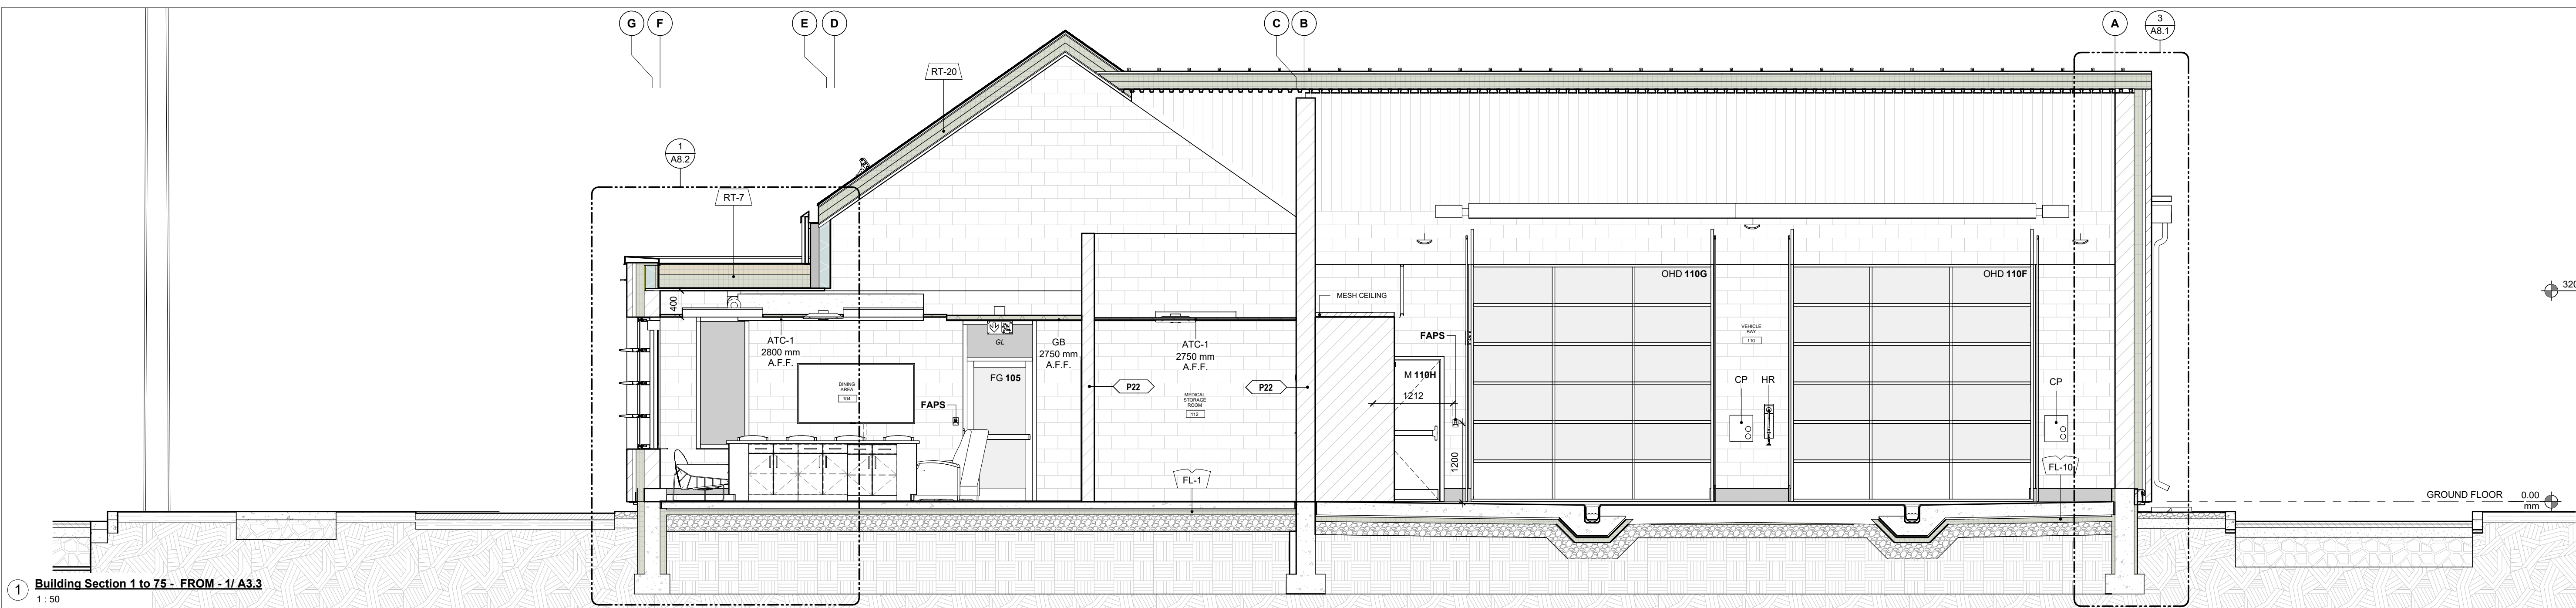 G F E D C B A
3
A8.1
RT-20
1
A8.2
RT-7
OHD 110G
OHD 110F
320
400
MESH CEILING
VEHICLE
BAY
110
FAPS
GL
ATC-1
2800 mm
A.F.F.
GB
2750 mm
A.F.F.
ATC-1
2750 mm
A.F.F.
FG 105
M 110H
CP HR
CP
DINING
AREA
104
P22
P22
1212
MEDICAL
STORAGE
ROOM
112
FAPS
1200
FL-1
FL-10
GROUND FLOOR 0.00
mm
1 Building Section 1 to 75 - FROM - 1/ A3.3
1 : 50